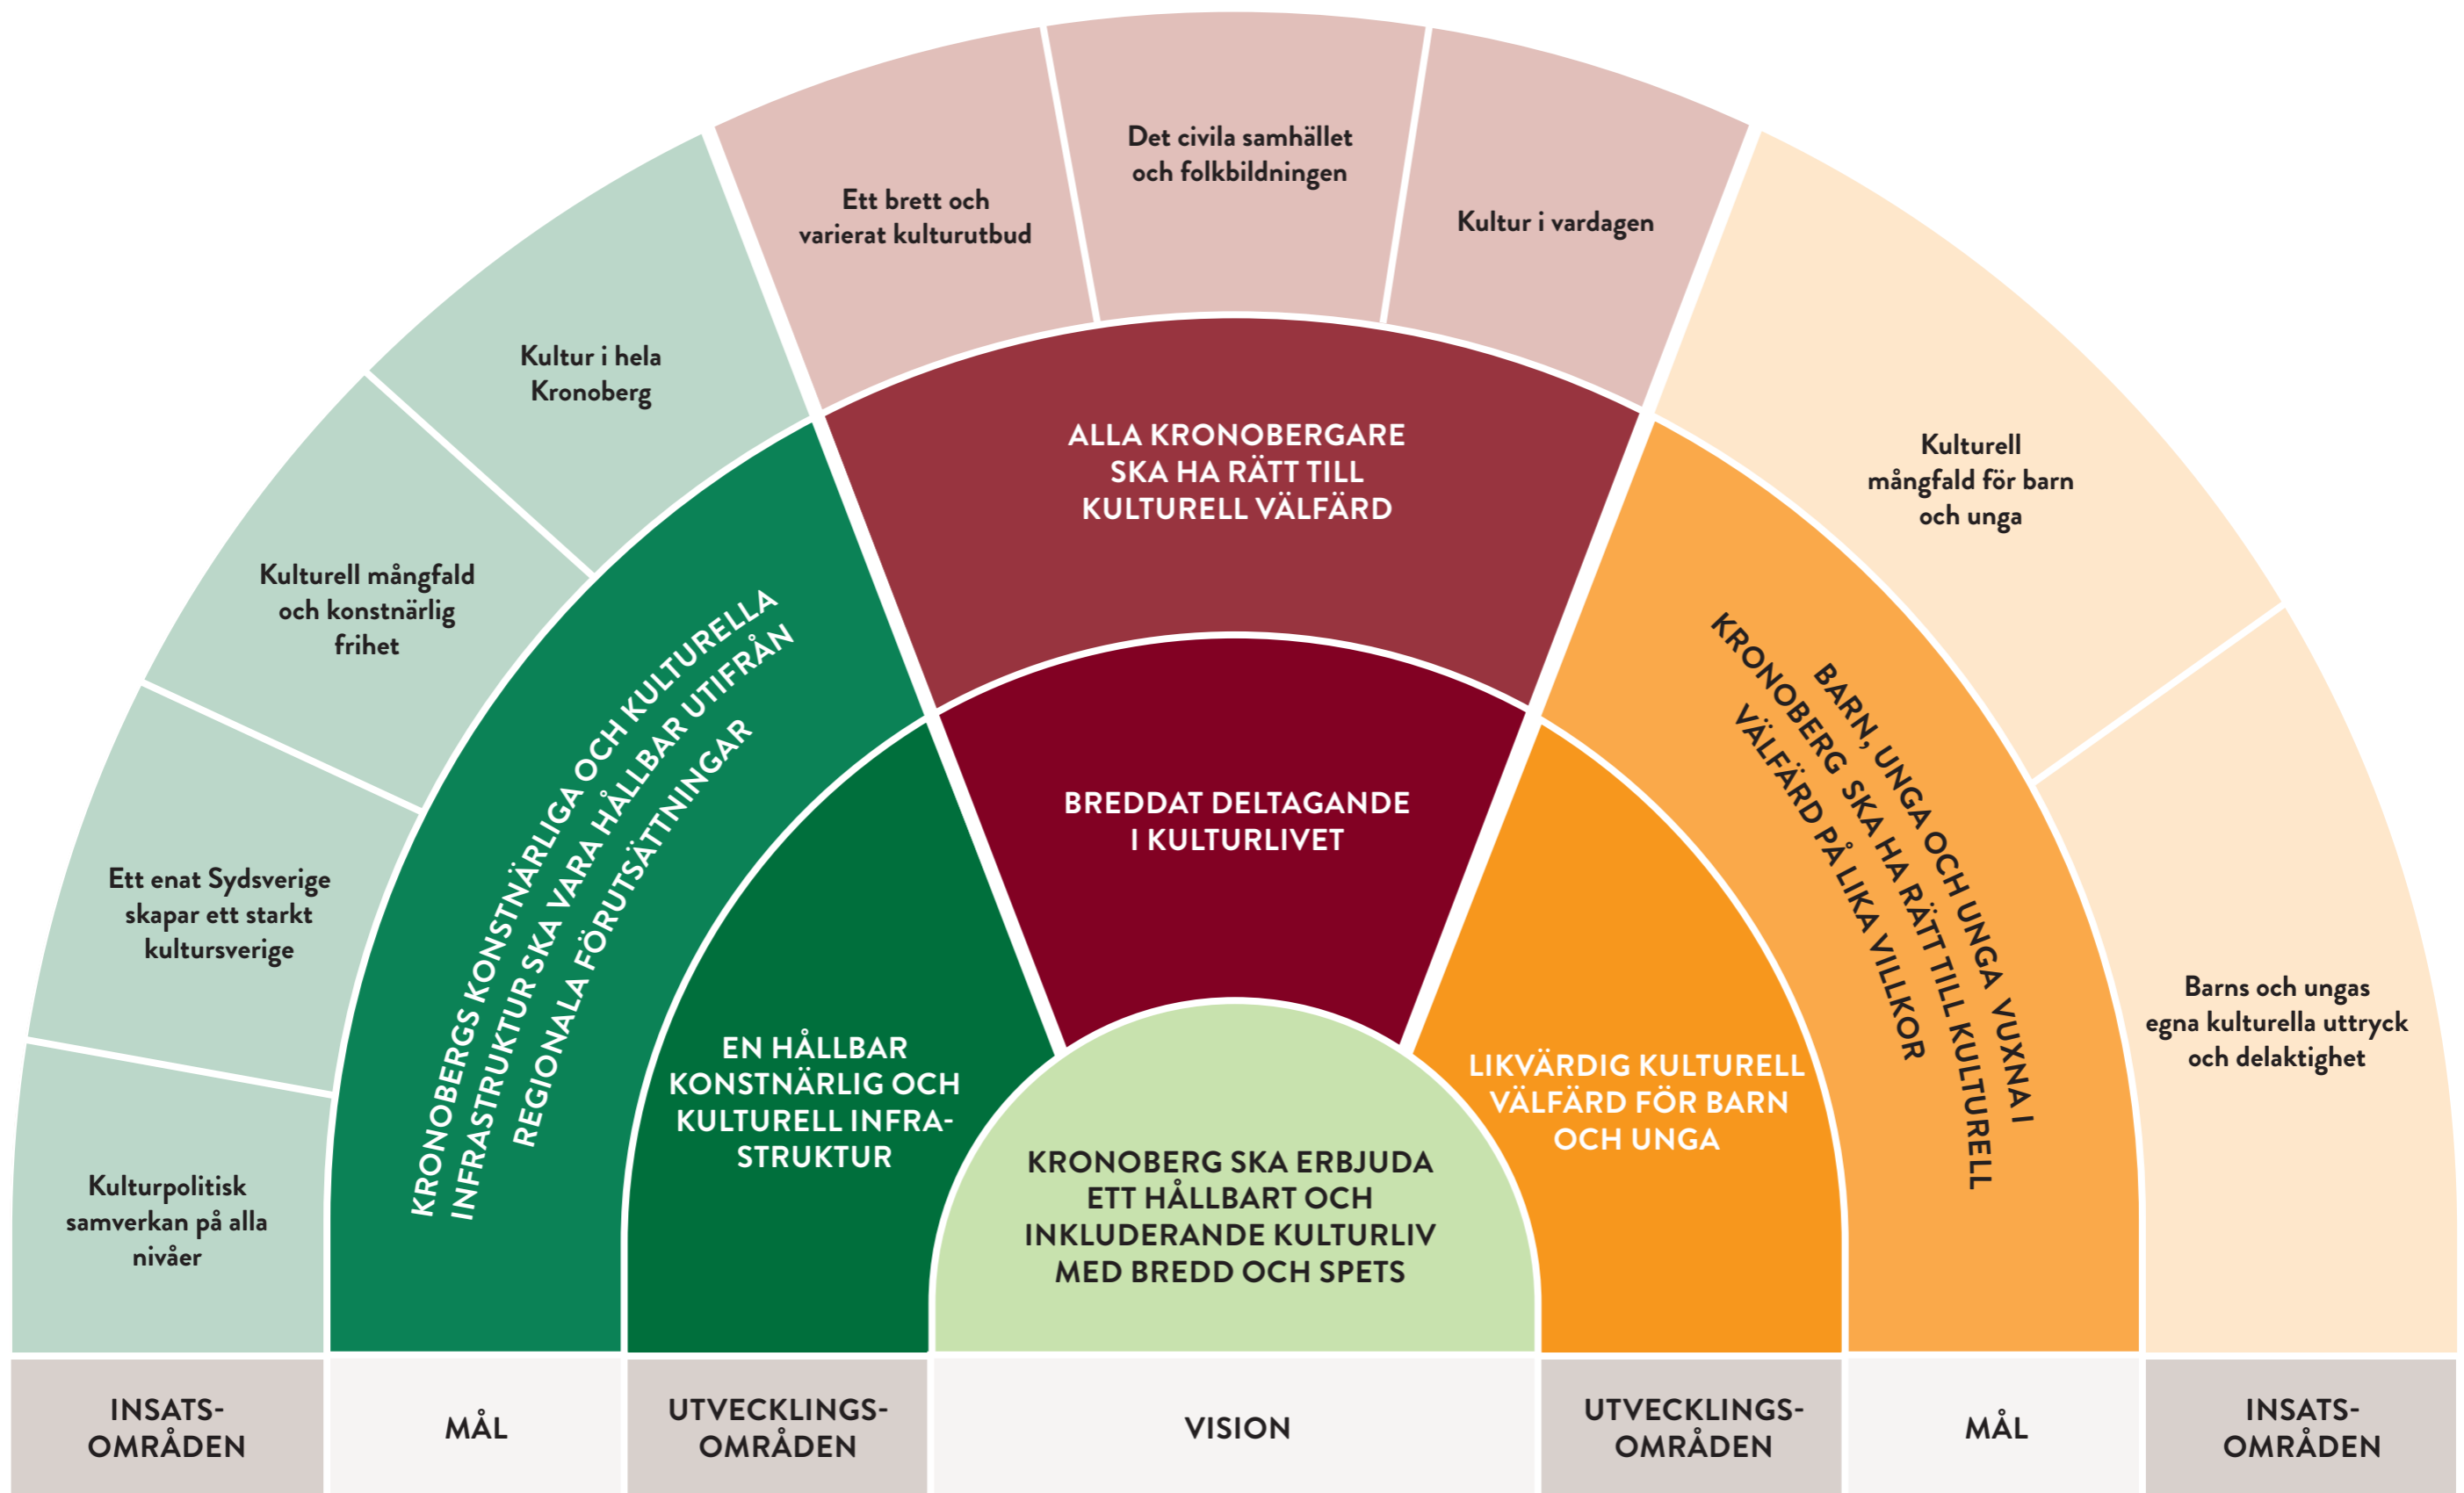 Det civila samhället
och folkbildningen
Ett brett och
varierat kulturutbud
Kultur i vardagen
Kultur i hela
Kronoberg
ALLA KRONOBERGARE
SKA HA RÄTT TILL
KULTURELL VÄLFÄRD
Kulturell
mångfald för barn
och unga
Kulturell mångfald
och konstnärlig
frihet
KRONOBERGS KONSTNÄRLIGA OCH KULTURELLA
INFRASTRUKTUR SKA VARA HÅLLBAR UTIFRÅN
REGIONALA FÖRUTSÄTTNINGAR
BREDDAT DELTAGANDE
I KULTURLIVET
BARN, UNGA OCH UNGA VUXNA I
KRONOBERG SKA HA RÄTT TILL KULTURELL
VÄLFÄRD PÅ LIKA VILLKOR
Ett enat Sydsverige
skapar ett starkt
kultursverige
Barns och ungas
egna kulturella uttryck
och delaktighet
EN HÅLLBAR
KONSTNÄRLIG OCH
KULTURELL INFRA-
STRUKTUR
LIKVÄRDIG KULTURELL
VÄLFÄRD FÖR BARN
OCH UNGA
Kulturpolitisk
samverkan på alla
nivåer
KRONOBERG SKA ERBJUDA
ETT HÅLLBART OCH
INKLUDERANDE KULTURLIV
MED BREDD OCH SPETS
INSATS-
OMRÅDEN
MÅL
UTVECKLINGS-
OMRÅDEN
VISION
UTVECKLINGS-
OMRÅDEN
MÅL
INSATS-
OMRÅDEN